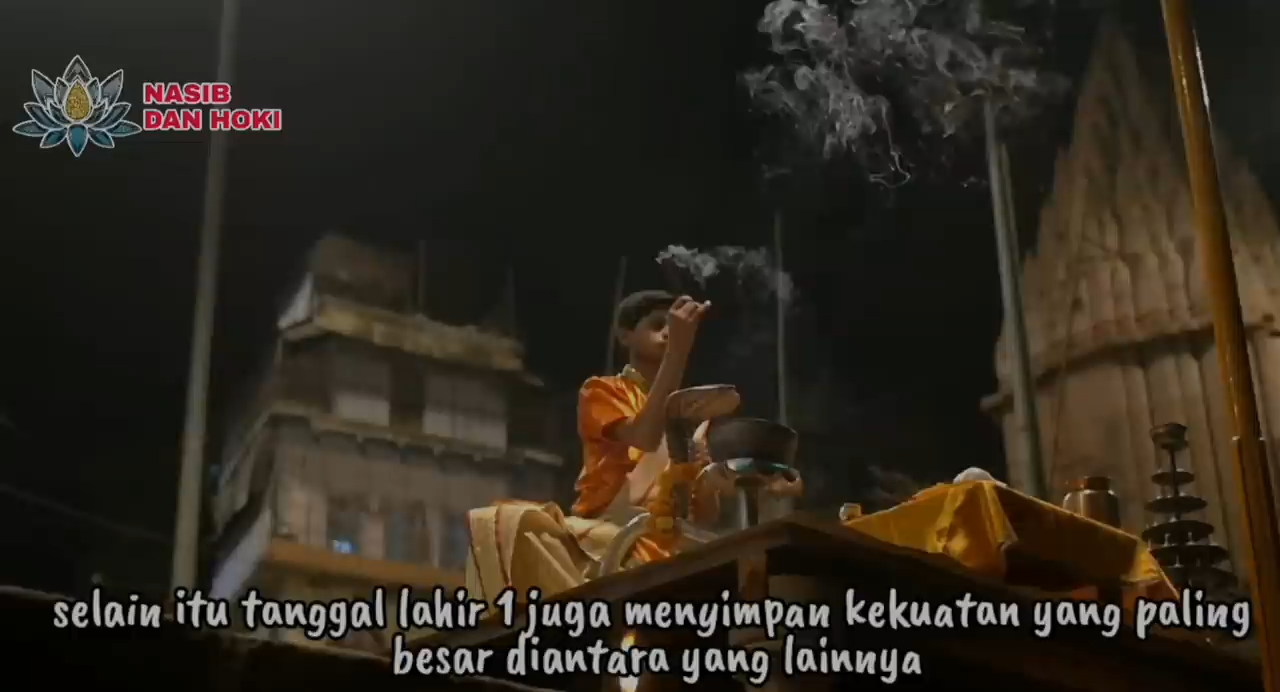 NASIB
DAN HOKI
selain itu tanggal lahir 1 juga menyimpan kekuatan yang paling
besar diantara yang lainnya